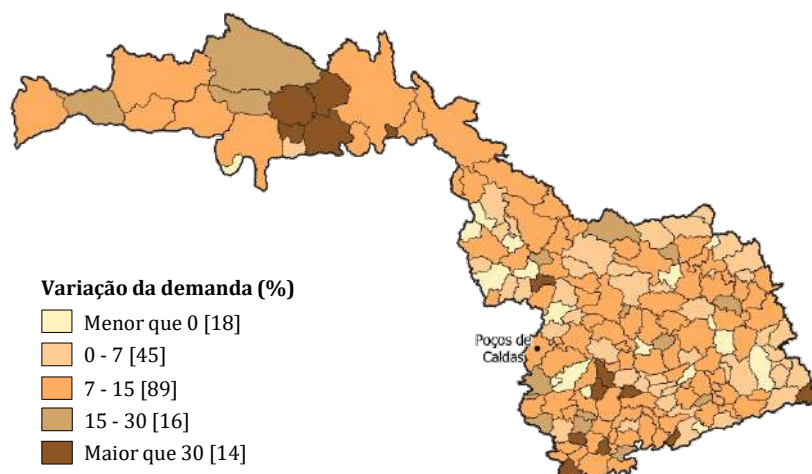 Variação da demanda (%)
Menor que 0 [18]
0 - 7 [45]
7 - 15 [89]
15 - 30 [16]
Maior que 30 [14]
Poços de
Caldas